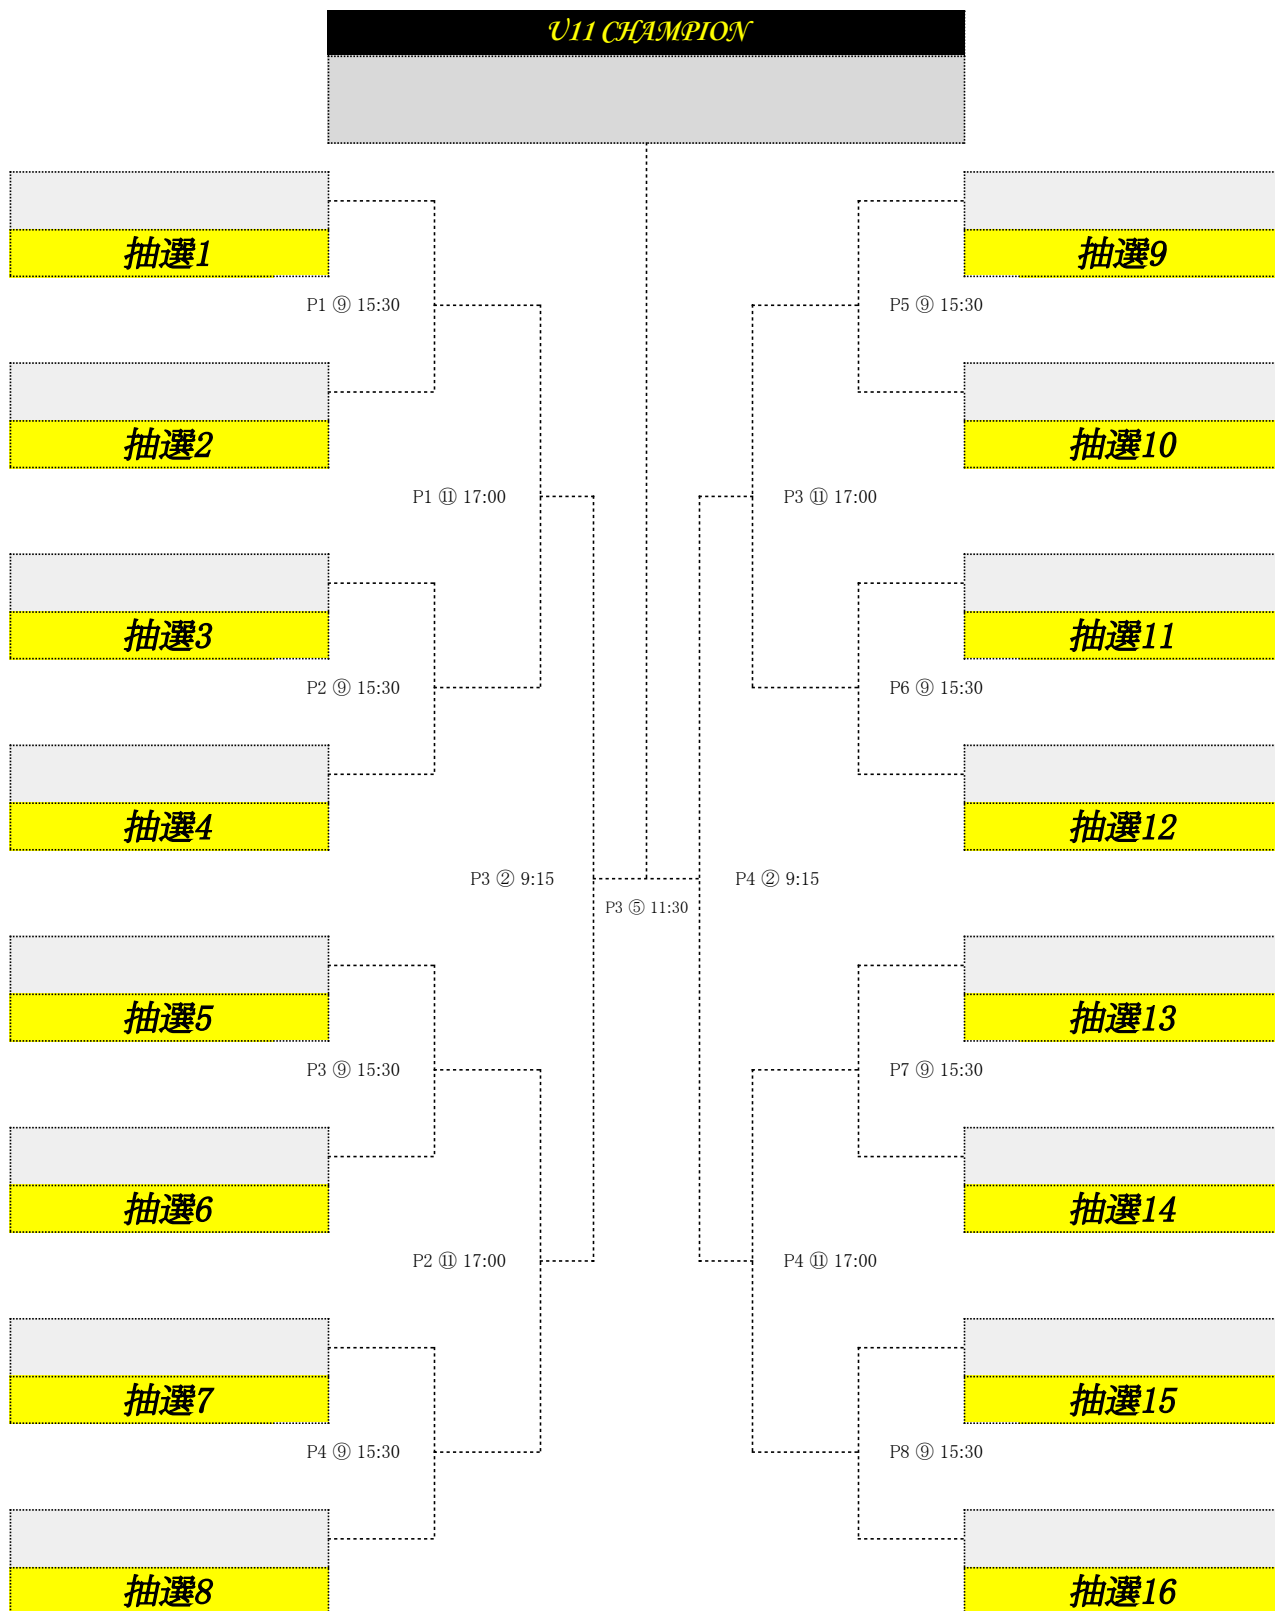 U11 CHAMPION
抽選1
抽選9
P1 ⑨ 15:30
P5 ⑨ 15:30
抽選2
抽選10
P1 ⑪ 17:00
P3 ⑪ 17:00
抽選3
抽選11
P2 ⑨ 15:30
P6 ⑨ 15:30
抽選4
抽選12
P3 ② 9:15
P4 ② 9:15
P3 ⑤ 11:30
抽選5
抽選13
P3 ⑨ 15:30
P7 ⑨ 15:30
抽選6
抽選14
P2 ⑪ 17:00
P4 ⑪ 17:00
抽選7
抽選15
P4 ⑨ 15:30
P8 ⑨ 15:30
抽選8
抽選16